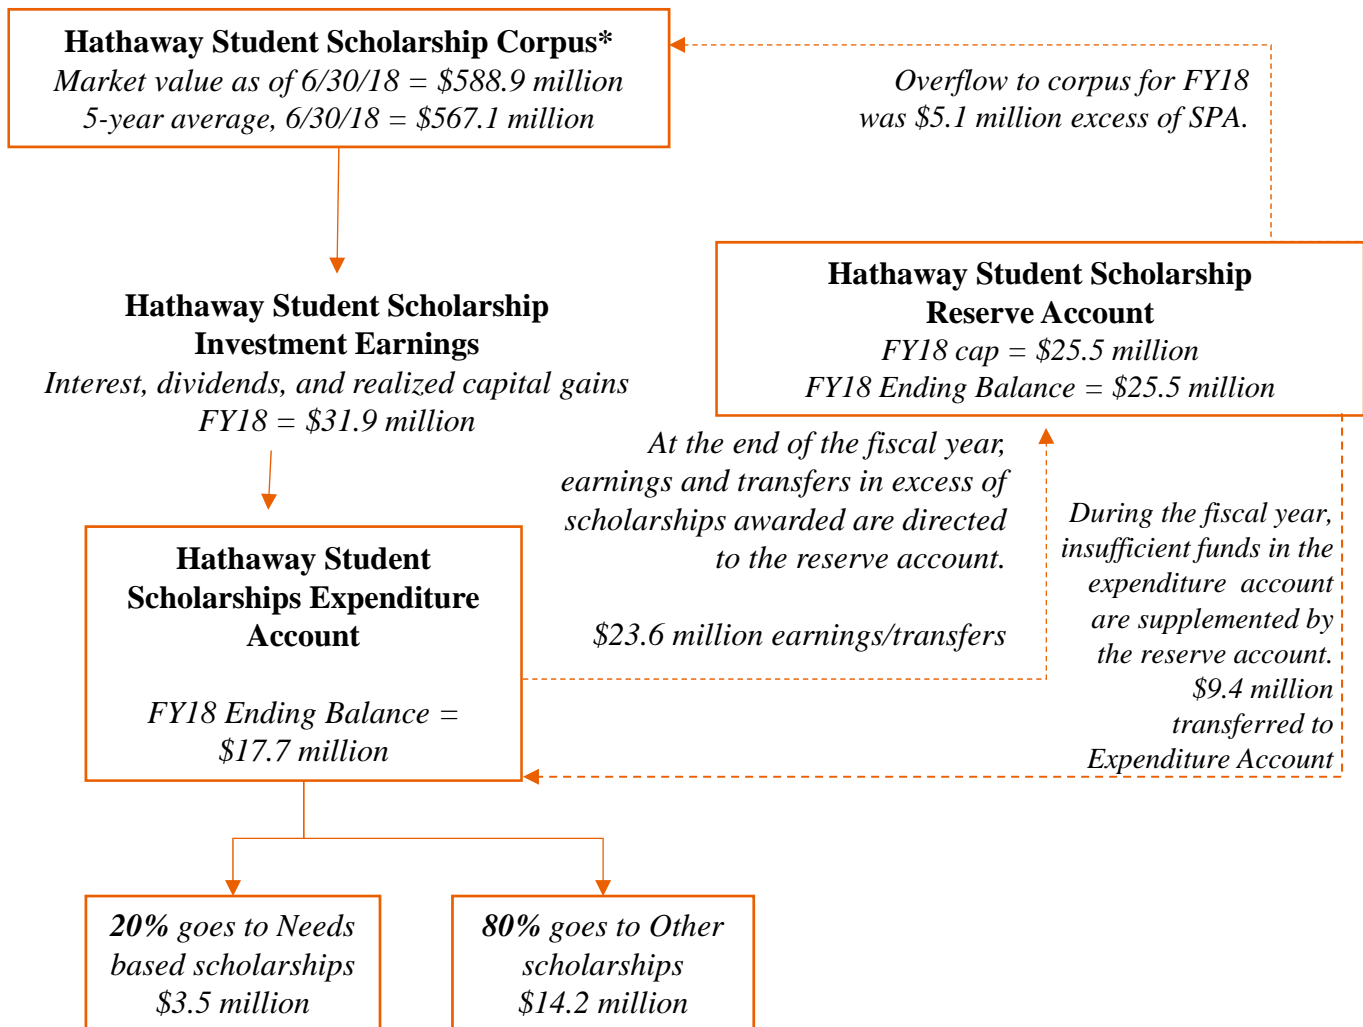 Hathaway Student Scholarship Corpus*
Market value as of 6/30/18 = $588.9 million
5-year average, 6/30/18 = $567.1 million
Overflow to corpus for FY18
was $5.1 million excess of SPA.
Hathaway Student Scholarship
Investment Earnings
Interest, dividends, and realized capital gains
FY18 = $31.9 million
Hathaway Student Scholarship
Reserve Account
FY18 cap = $25.5 million
FY18 Ending Balance = $25.5 million
At the end of the fiscal year,
earnings and transfers in excess of
scholarships awarded are directed
to the reserve account.
$23.6 million earnings/transfers
During the fiscal year,
insufficient funds in the
expenditure account
are supplemented by
the reserve account.
$9.4 million
transferred to
Expenditure Account
Hathaway Student
Scholarships Expenditure
Account
FY18 Ending Balance =
$17.7 million
20% goes to Needs
based scholarships
$3.5 million
80% goes to Other
scholarships
$14.2 million